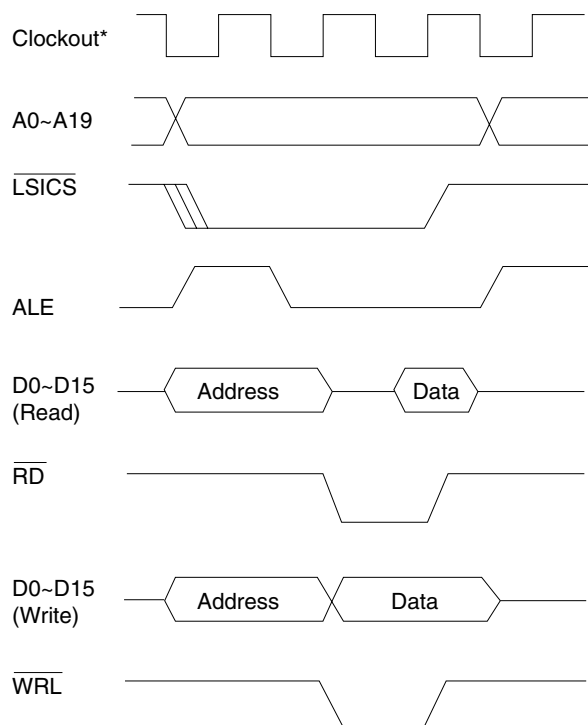 Clockout*
A0~A19
LSICS
ALE
D0~D15
(Read)
Address
Data
RD
D0~D15
(Write)
Address
Data
WRL